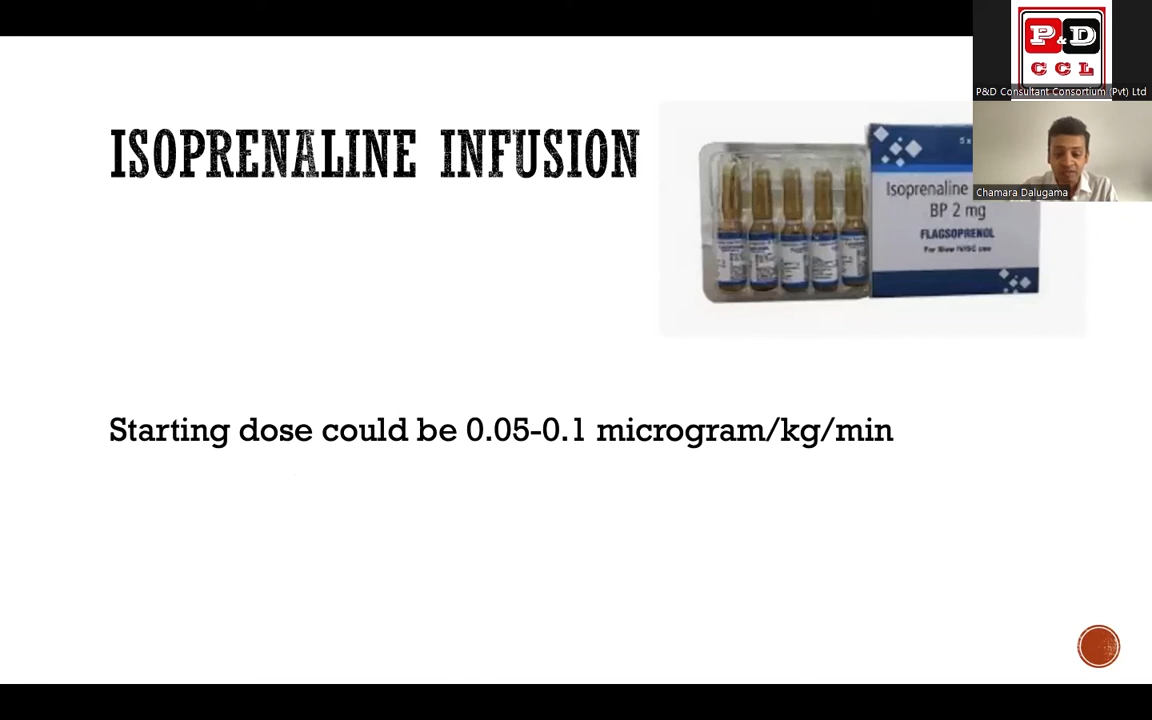 P&D
CCL
P&D Consultant Consortium (Pvt) Ltd
ISOPRENALINE INFUSION
5 x
Isoprenaline
BP 2 mg
FLAGSOPRENOL
For Slow IV/SC use
Chamara Dalugama
Starting dose could be 0.05-0.1 microgram/kg/min